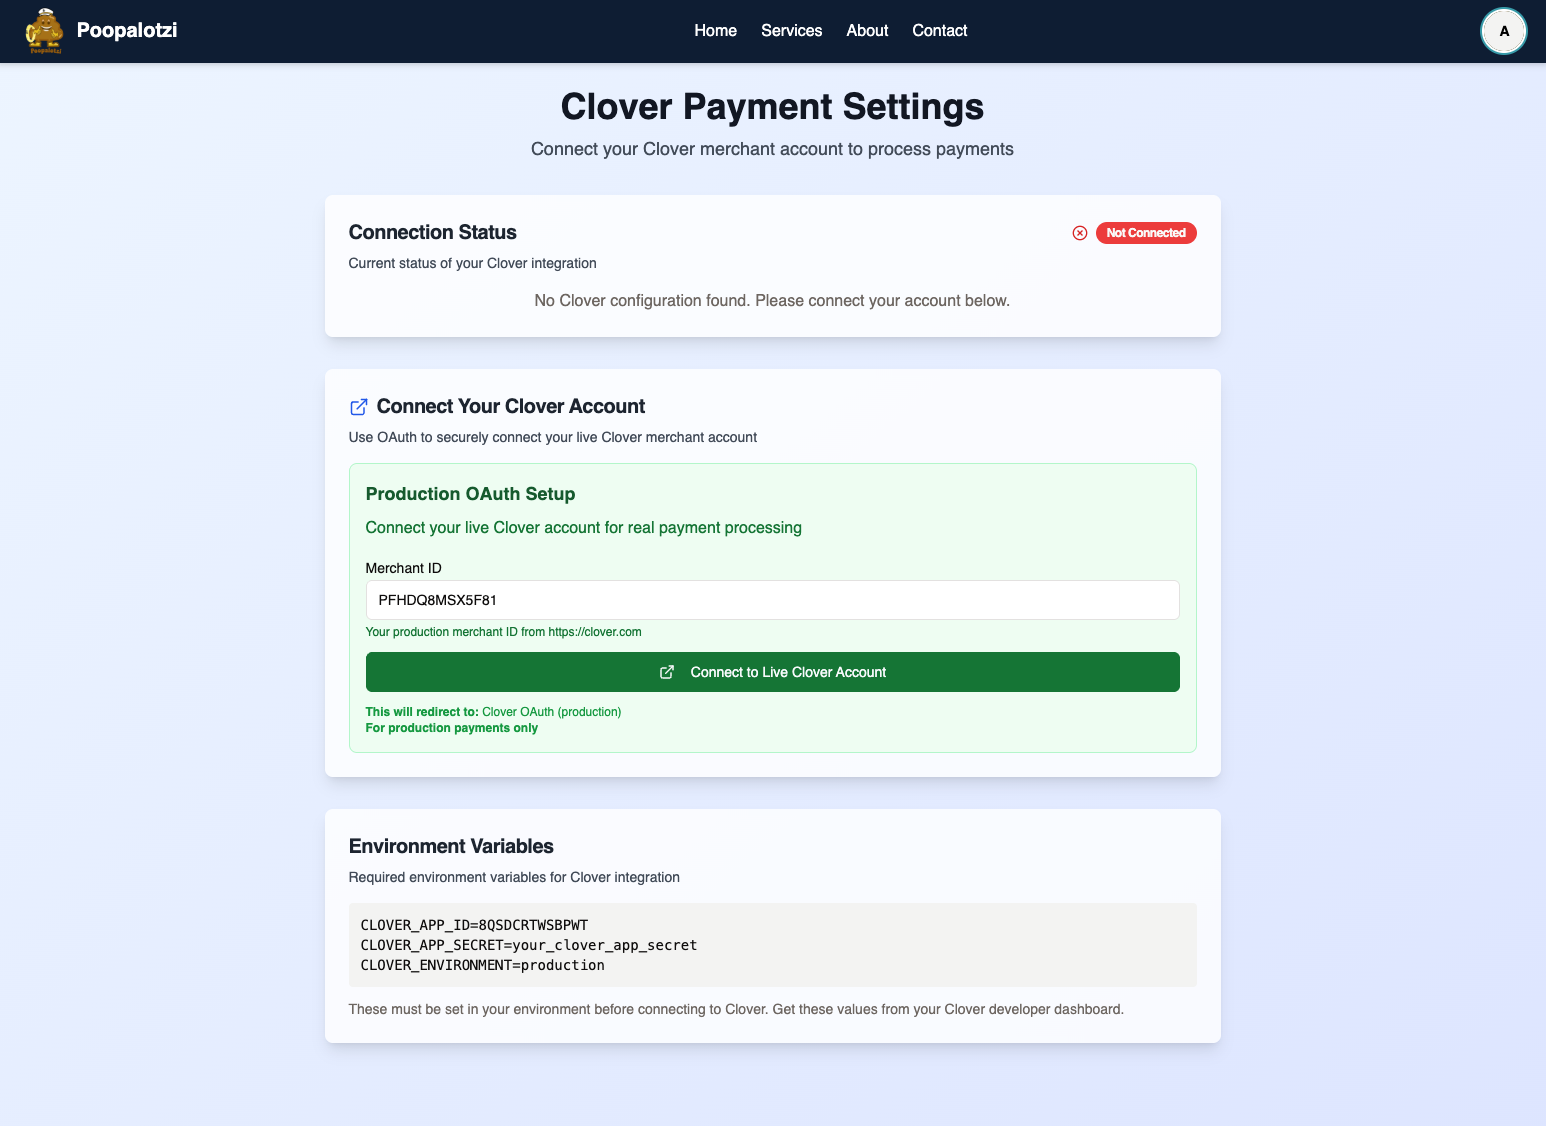 Poopalotzi
Poopalotzi
Home Services About Contact
A
Clover Payment Settings
Connect your Clover merchant account to process payments
Connection Status
Not Connected
Current status of your Clover integration
No Clover configuration found. Please connect your account below.
Connect Your Clover Account
Use OAuth to securely connect your live Clover merchant account
Production OAuth Setup
Connect your live Clover account for real payment processing
Merchant ID
PFHDQ8MSX5F81
Your production merchant ID from https://clover.com
Connect to Live Clover Account
This will redirect to: Clover OAuth (production)
For production payments only
Environment Variables
Required environment variables for Clover integration
CLOVER_APP_ID=8QSDCRTWSBPWT
CLOVER_APP_SECRET=your_clover_app_secret
CLOVER_ENVIRONMENT=production
These must be set in your environment before connecting to Clover. Get these values from your Clover developer dashboard.